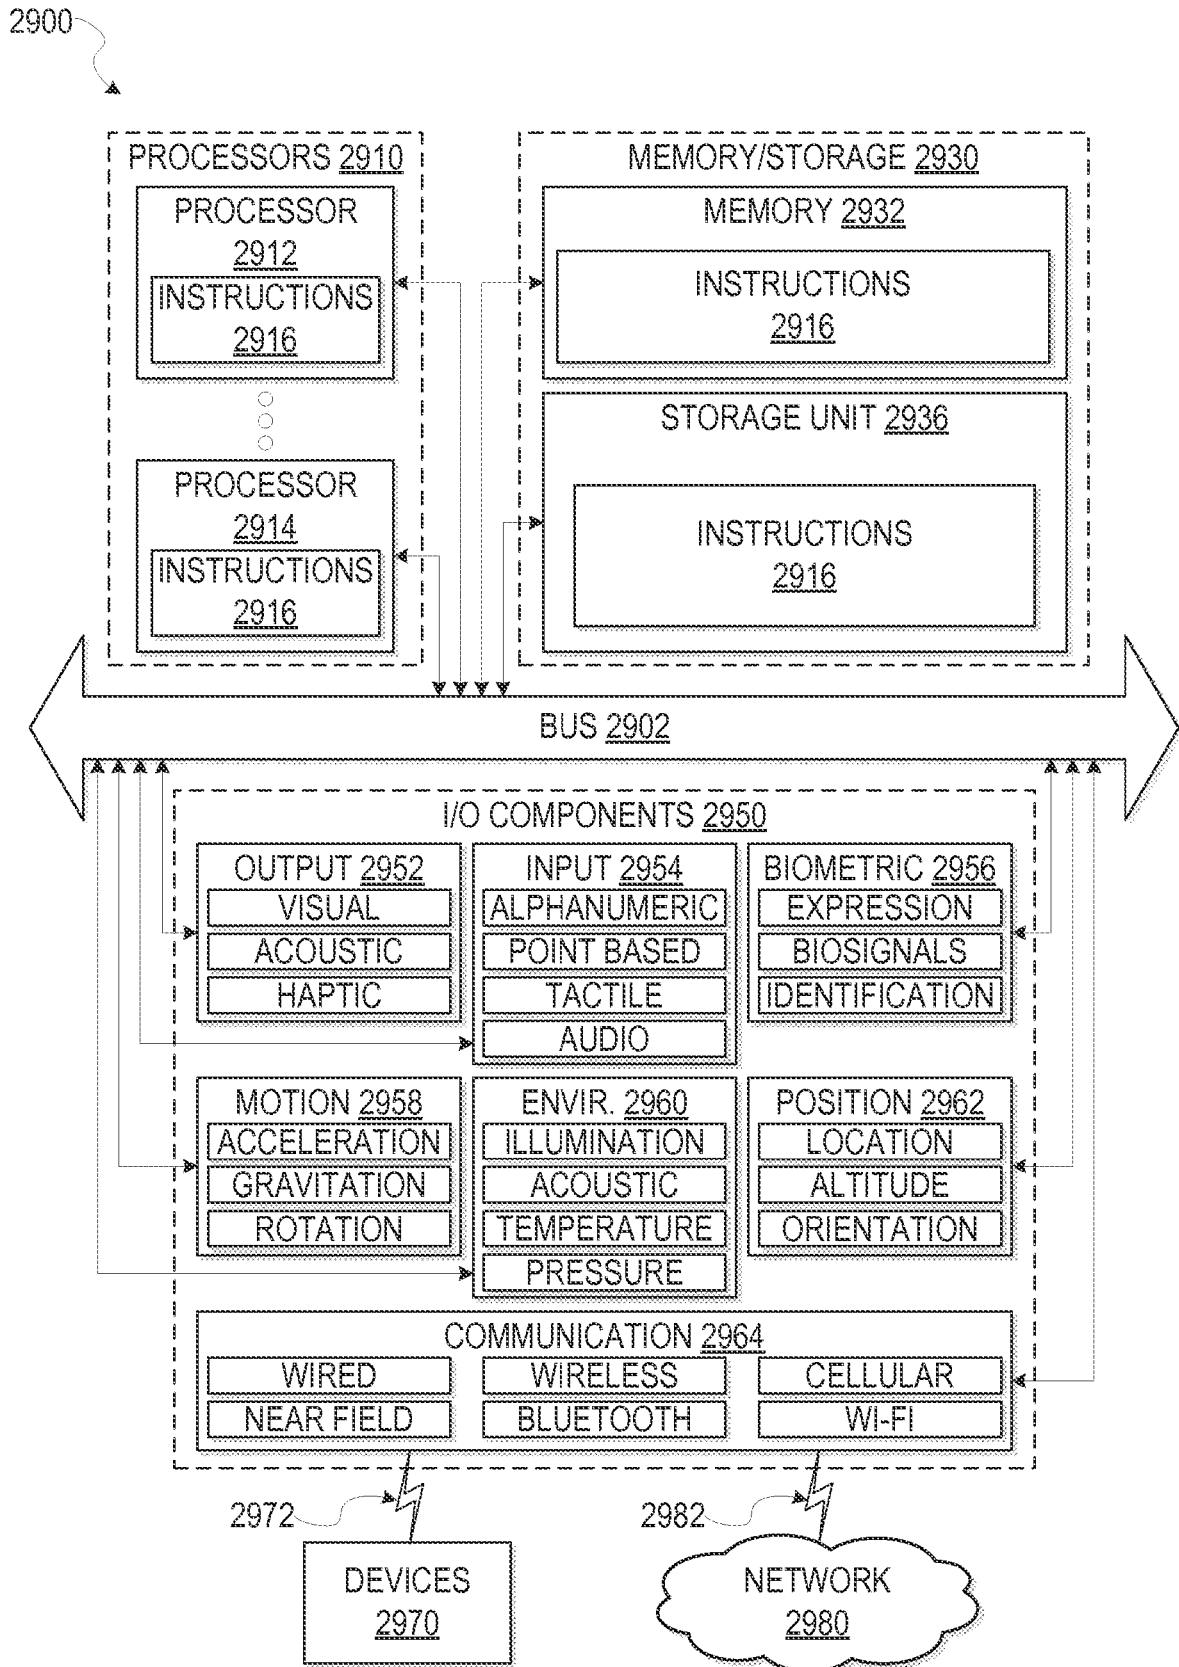 2900
PROCESSORS 2910
PROCESSOR
2912
INSTRUCTIONS
2916
PROCESSOR
2914
INSTRUCTIONS
2916
MEMORY/STORAGE 2930
MEMORY 2932
INSTRUCTIONS
2916
STORAGE UNIT 2936
INSTRUCTIONS
2916
BUS 2902
I/O COMPONENTS 2950
OUTPUT 2952
VISUAL
ACOUSTIC
HAPTIC
INPUT 2954
ALPHANUMERIC
POINT BASED
TACTILE
AUDIO
BIOMETRIC 2956
EXPRESSION
BIOSIGNALS
IDENTIFICATION
MOTION 2958
ACCELERATION
GRAVITATION
ROTATION
ENVIR. 2960
ILLUMINATION
ACOUSTIC
TEMPERATURE
PRESSURE
POSITION 2962
LOCATION
ALTITUDE
ORIENTATION
COMMUNICATION 2964
WIRED
WIRELESS
CELLULAR
NEAR FIELD
BLUETOOTH
WI-FI
2972
2982
DEVICES
2970
NETWORK
2980